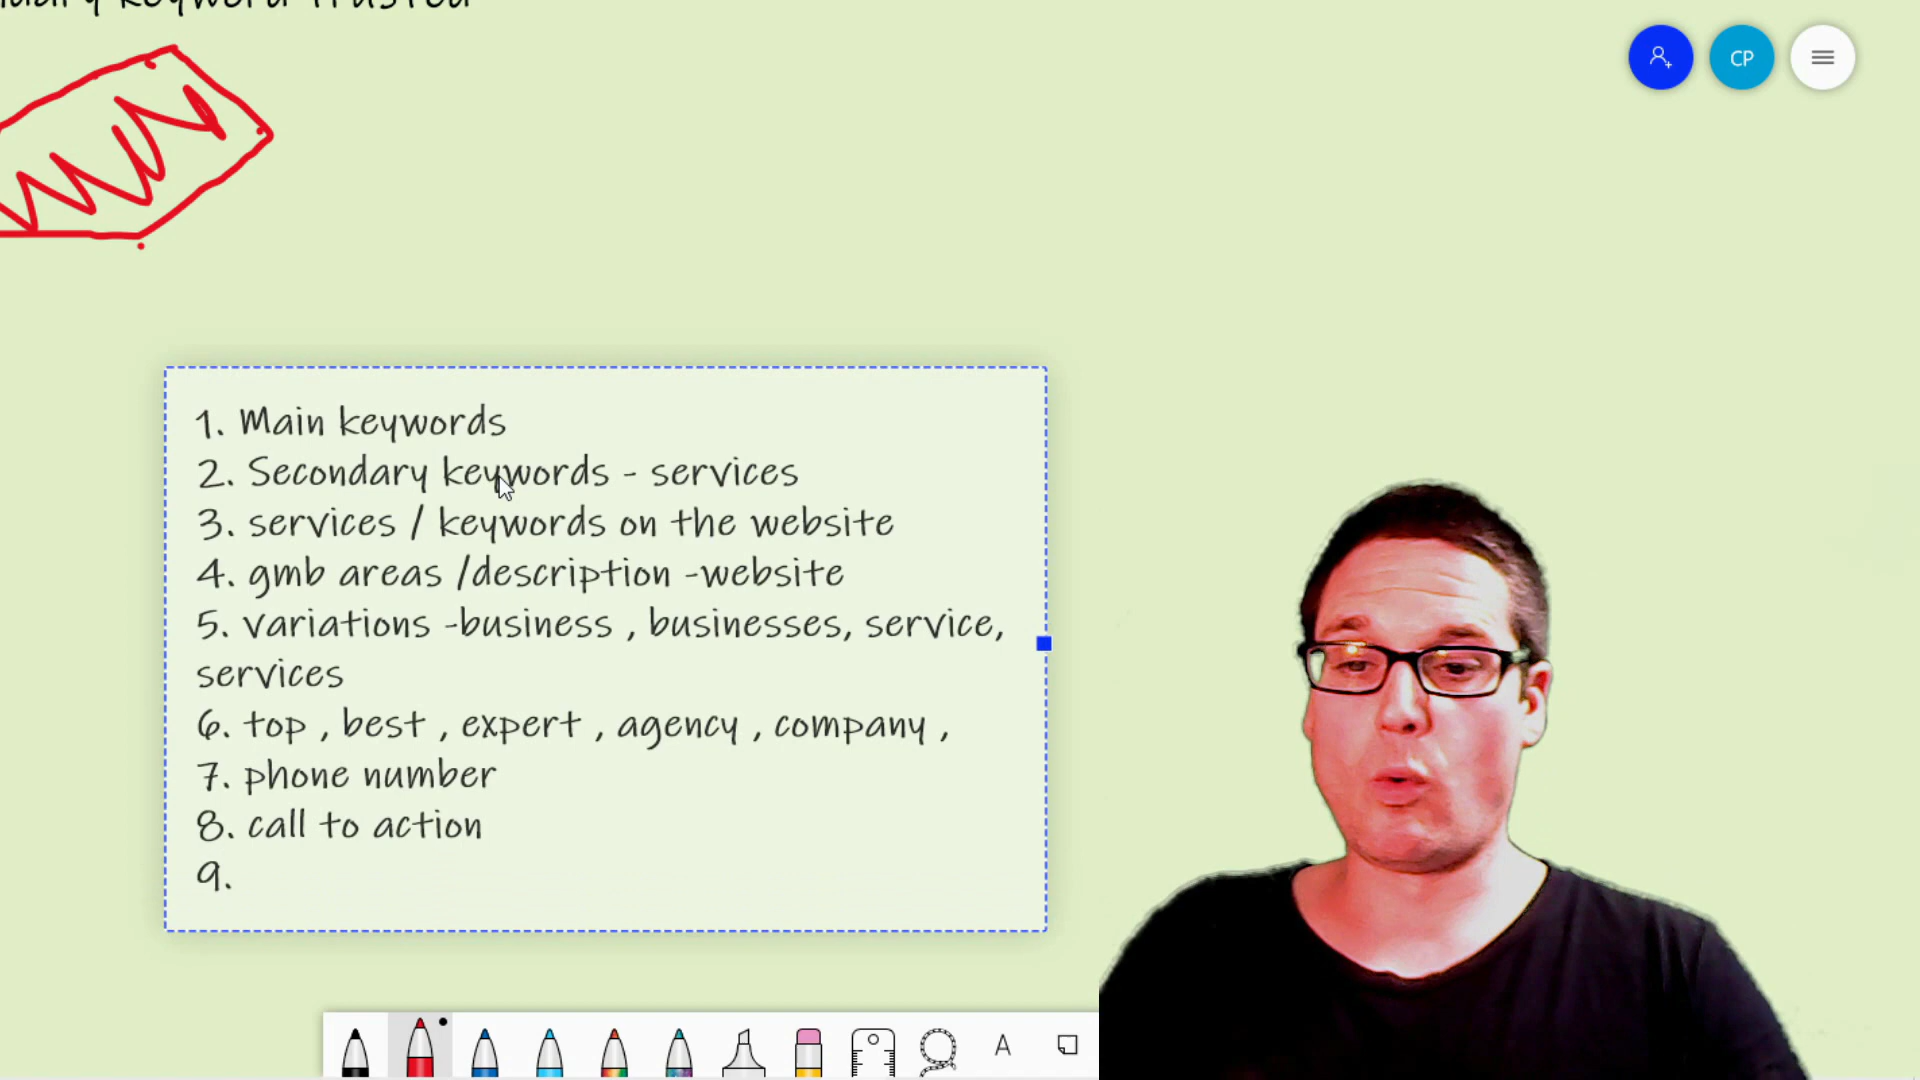 keyword Trusted
CP
1. Main keywords
2. Secondary keywords - services
3. services / keywords on the website
4. gmb areas /description -website
5. variations -business , businesses, service,
services
6. top , best , expert , agency , company ,
7. phone number
8. call to action
9.
A